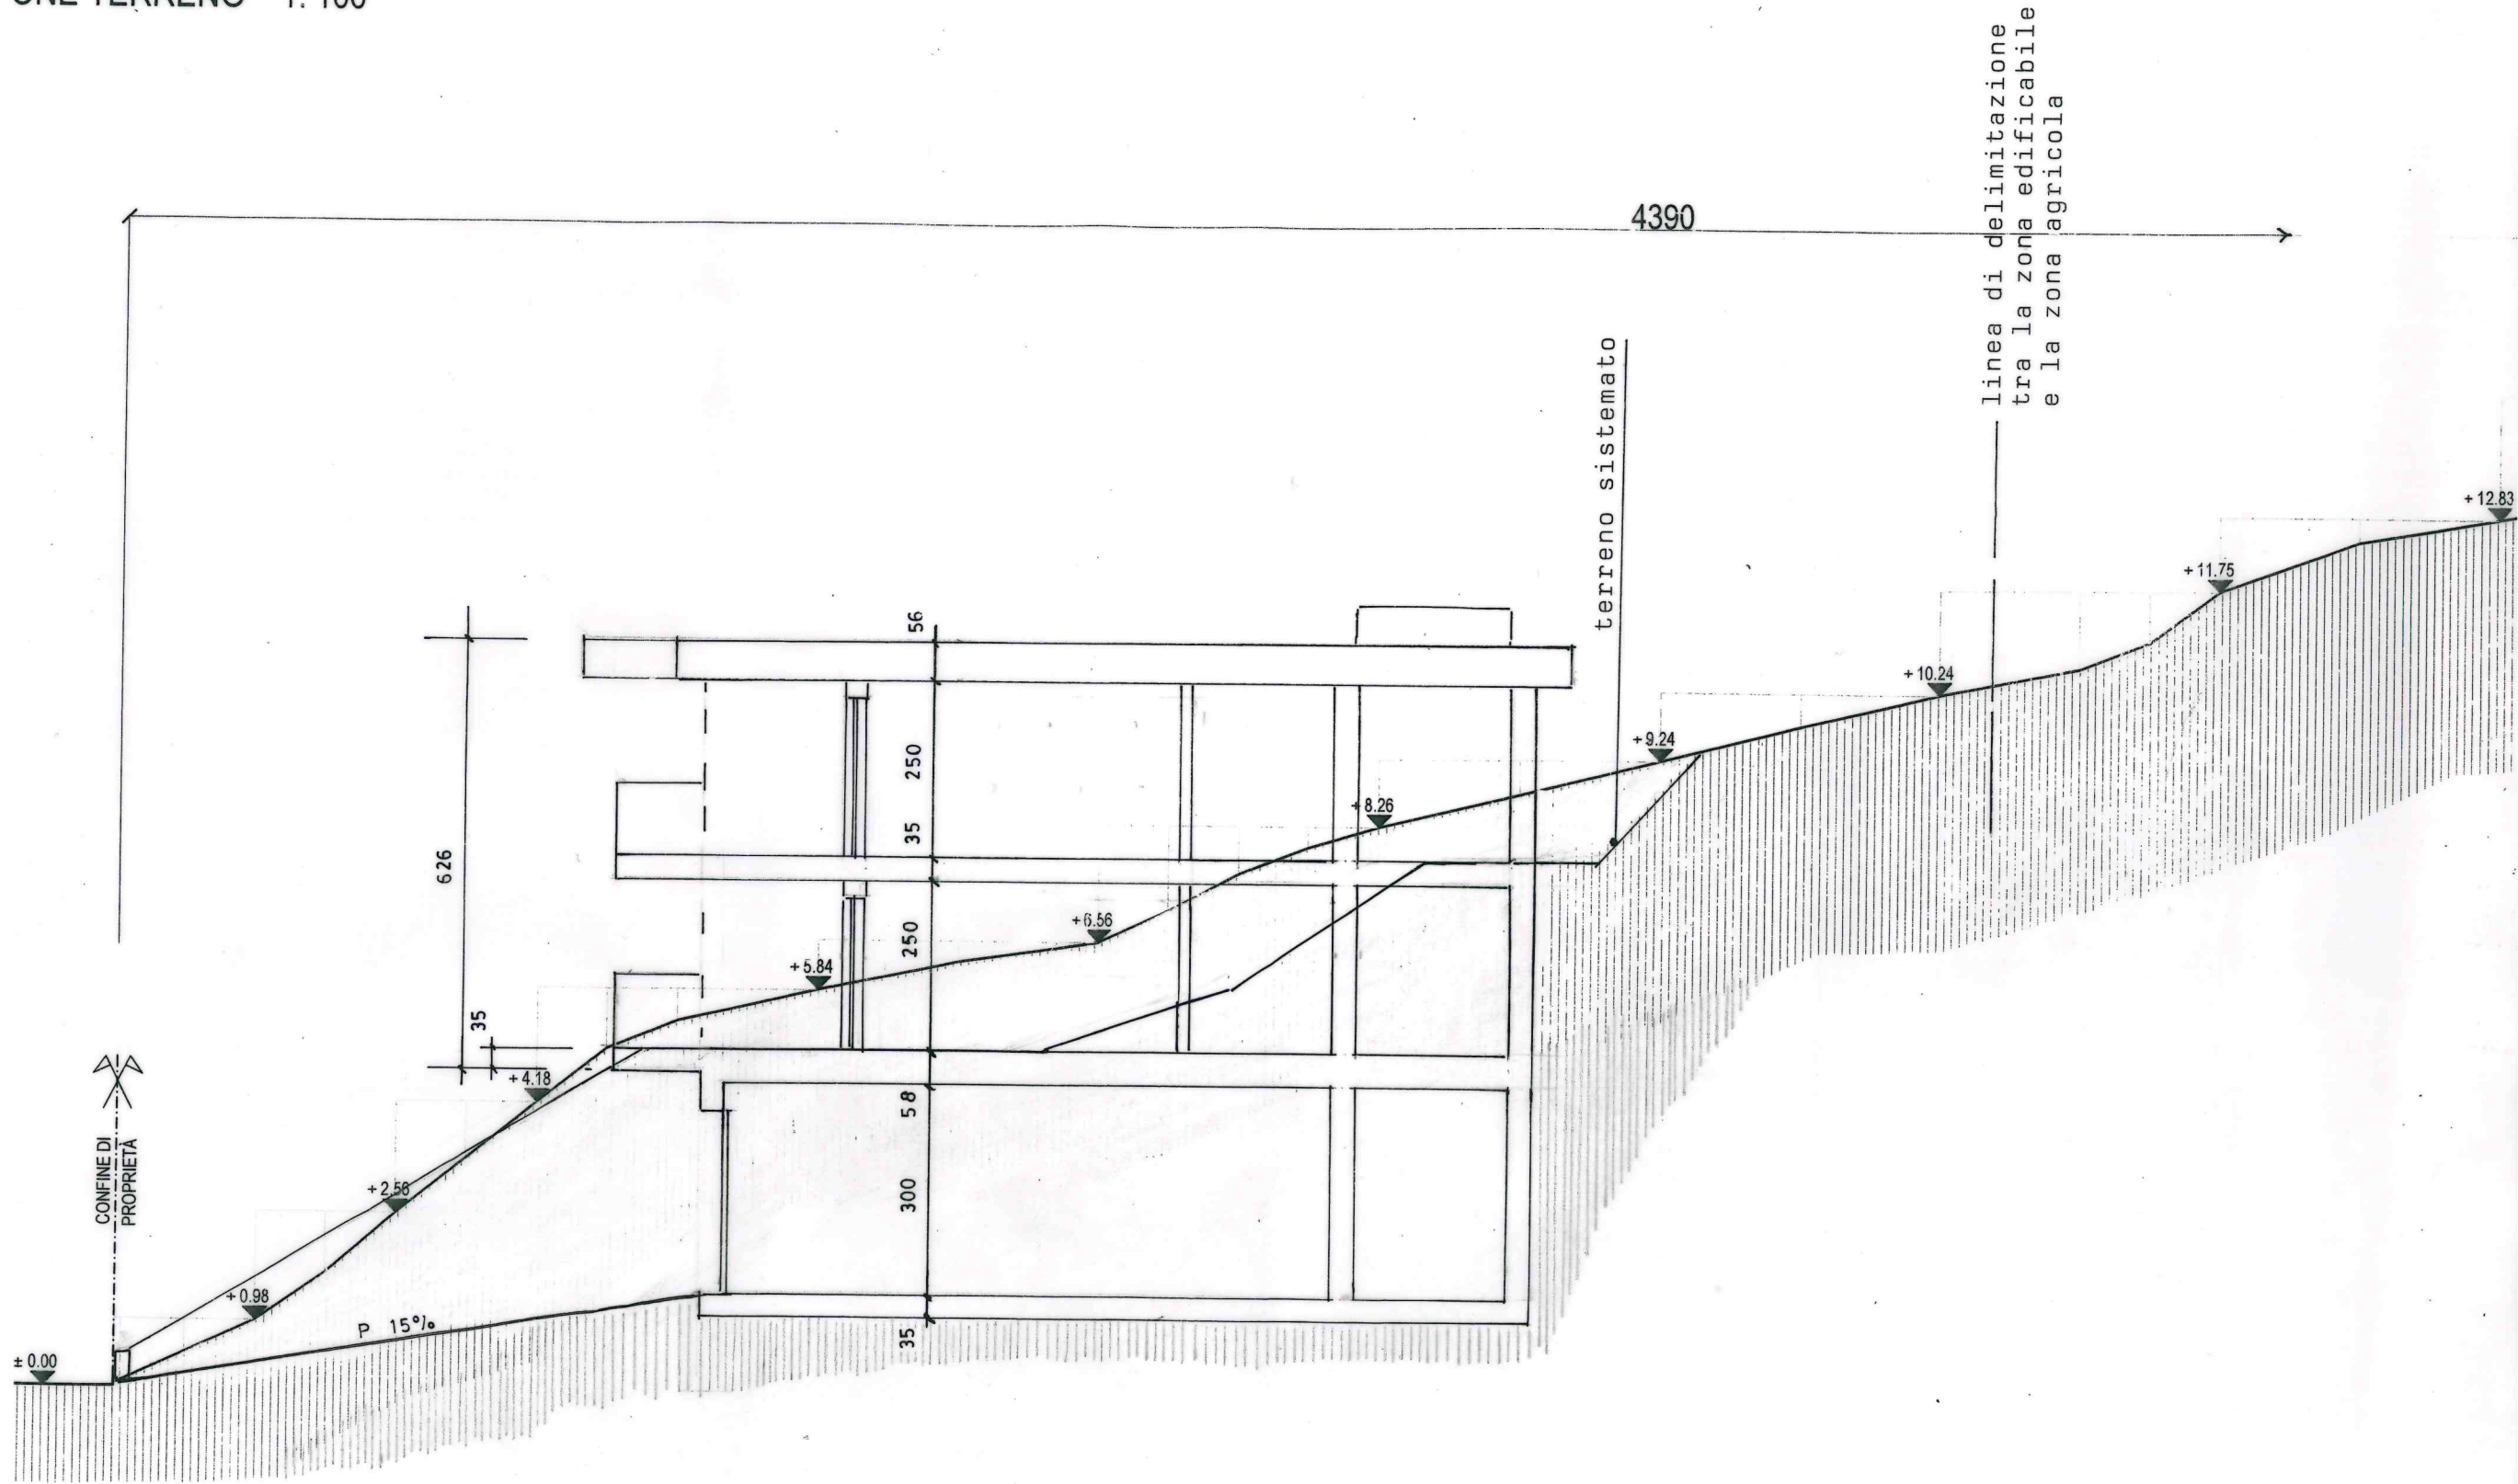 ONE TERRENO 1: 100
4390
linea di delimitazione
tra la zona edificabile
e la zona agricola
terreno sistemato
+ 12.83
+ 11.75
+ 10.24
+ 9.24
+ 8.26
+ 6.56
+ 5.84
+ 4.18
+ 2.56
+ 0.98
± 0.00
56
250
35
250
58
300
35
626
35
CONFINE DI
PROPRIETÀ
P 15%